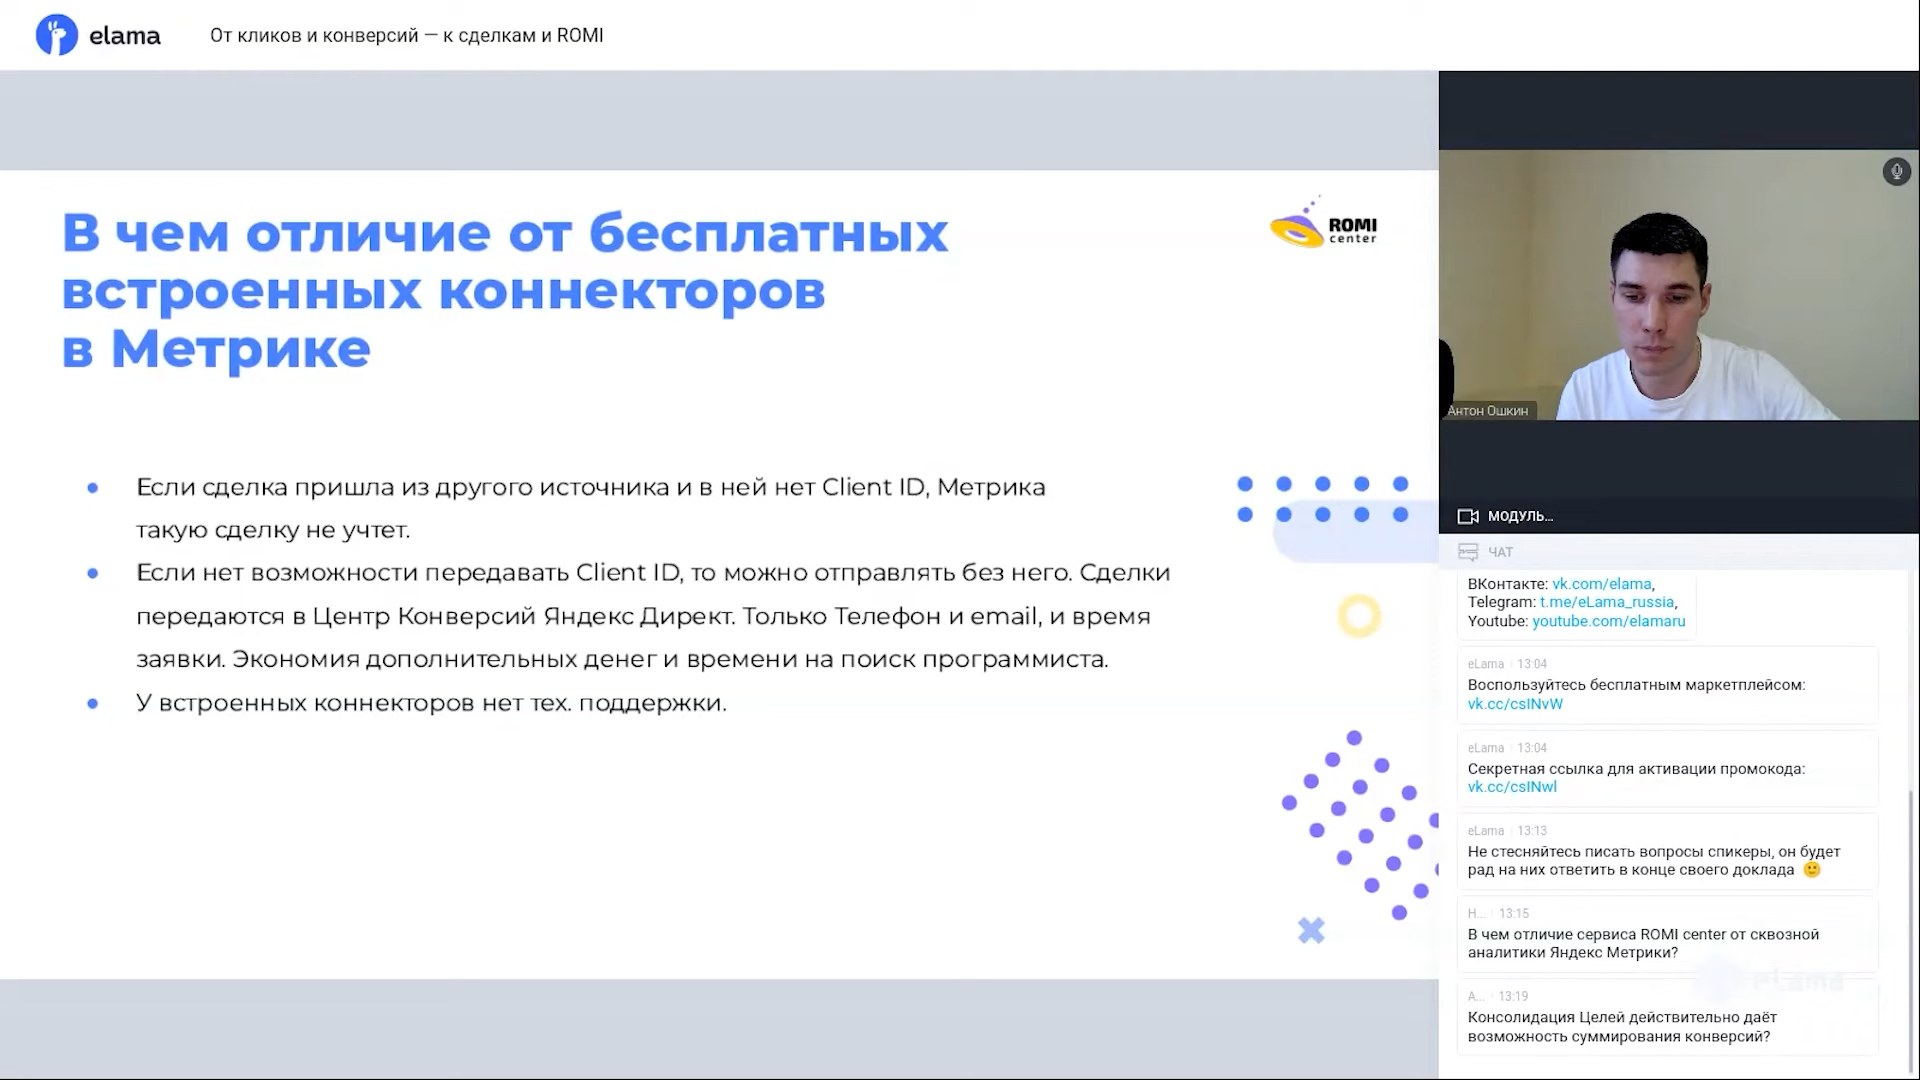 elama
От кликов и конверсий — к сделкам и ROMI
В чем отличие от бесплатных
встроенных коннекторов
в Метрике
ROMI
center
Если сделка пришла из другого источника и в ней нет Client ID, Метрика
такую сделку не учтет.
Если нет возможности передавать Client ID, то можно отправлять без него. Сделки
передаются в Центр Конверсий Яндекс Директ. Только Телефон и email, и время
заявки. Экономия дополнительных денег и времени на поиск программиста.
У встроенных коннекторов нет тех. поддержки.
Антон Ошкин
МОДУЛЬ...
ЧАТ
ВКонтакте: vk.com/elama,
Telegram: t.me/eLama_russia,
Youtube: youtube.com/elamaru
eLama 13:04
Воспользуйтесь бесплатным маркетплейсом:
vk.cc/csINvW
eLama 13:04
Секретная ссылка для активации промокода:
vk.cc/csINwl
eLama 13:13
Не стесняйтесь писать вопросы спикеры, он будет
рад на них ответить в конце своего доклада 🙂
Н... 13:15
В чем отличие сервиса ROMI center от сквозной
аналитики Яндекс Метрики?
eLama
А... 13:19
Консолидация Целей действительно даёт
возможность суммирования конверсий?